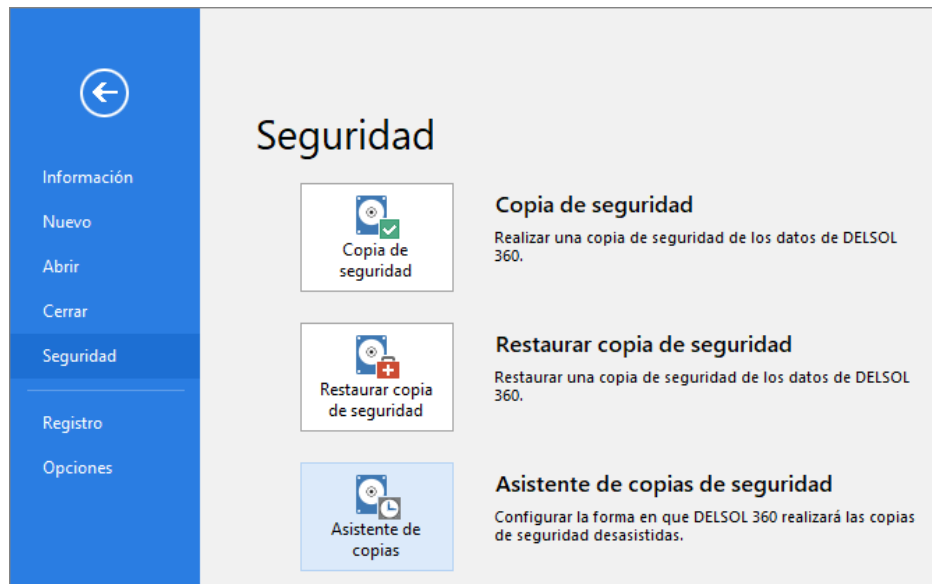 Información
Nuevo
Abrir
Cerrar
Seguridad
Registro
Opciones
Seguridad
Copia de
seguridad
Copia de seguridad
Realizar una copia de seguridad de los datos de DELSOL
360.
Restaurar copia
de seguridad
Restaurar copia de seguridad
Restaurar una copia de seguridad de los datos de DELSOL
360.
Asistente de
copias
Asistente de copias de seguridad
Configurar la forma en que DELSOL 360 realizará las copias
de seguridad desasistidas.